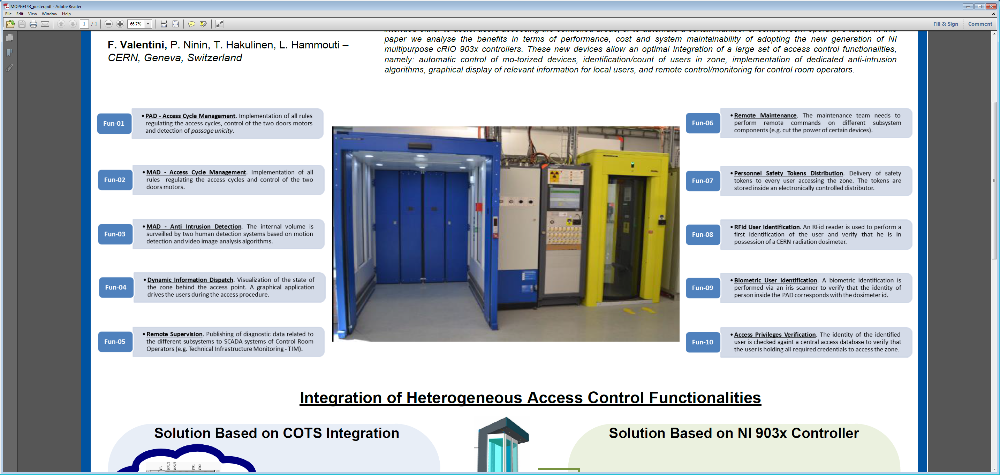 MOPGF143_poster.pdf - Adobe Reader
File Edit View Window Help
1 / 1 66.7% Fill & Sign Comment
paper we analyse the benefits in terms of performance, cost and system maintainability of adopting the new generation of NI
multipurpose cRIO 903x controllers. These new devices allow an optimal integration of a large set of access control functionalities,
namely: automatic control of mo-torized devices, identification/count of users in zone, implementation of dedicated anti-intrusion
algorithms, graphical display of relevant information for local users, and remote control/monitoring for control room operators.
F. Valentini, P. Ninin, T. Hakulinen, L. Hammouti –
CERN, Geneva, Switzerland
Fun-01
•PAD - Access Cycle Management. Implementation of all rules
regulating the access cycles, control of the two doors motors
and detection of passage unicity.
Fun-02
•MAD - Access Cycle Management. Implementation of all
rules regulating the access cycles and control of the two
doors motors.
Fun-03
•MAD - Anti Intrusion Detection. The internal volume is
surveilled by two human detection systems based on motion
detection and video image analysis algorithms.
Fun-04
•Dynamic Information Dispatch. Visualization of the state of
the zone behind the access point. A graphical application
drives the users during the access procedure.
Fun-05
•Remote Supervision. Publishing of diagnostic data related to
the different subsystems to SCADA systems of Control Room
Operators (e.g. Technical Infrastructure Monitoring - TIM).
Fun-06
•Remote Maintenance. The maintenance team needs to
perform remote commands on different subsystem
components (e.g. cut the power of certain devices).
Fun-07
•Personnel Safety Tokens Distribution. Delivery of safety
tokens to every user accessing the zone. The tokens are
stored inside an electronically controlled distributor.
Fun-08
•RFid User Identification. An RFid reader is used to perform a
first identification of the user and verify that he is in
possession of a CERN radiation dosimeter.
Fun-09
•Biometric User Identification. A biometric identification is
performed via an iris scanner to verify that the identity of
person inside the PAD corresponds with the dosimeter id.
Fun-10
•Access Privileges Verification. The identity of the identified
user is checked againt a central access database to verify that
the user is holding all required credentials to access the zone.
Integration of Heterogeneous Access Control Functionalities
Solution Based on COTS Integration
Solution Based on NI 903x Controller
UTL
UCP 1/2
UCP 3/4
UTD 1
UTD 2